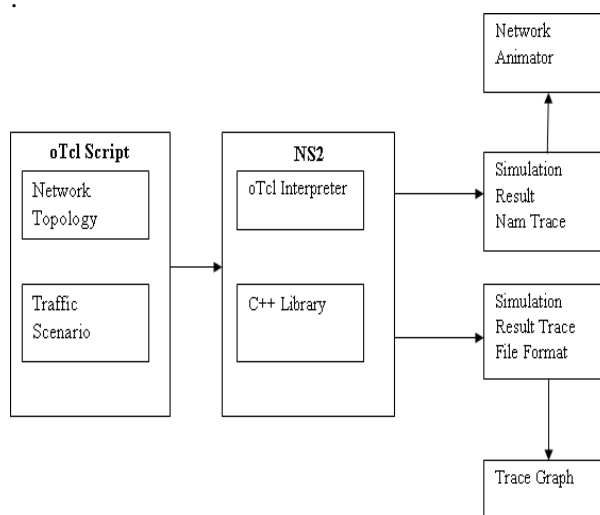 .
oTcl Script
Network
Topology
Traffic
Scenario
NS2
oTcl Interpreter
C++ Library
Network
Animator
Simulation
Result
Nam Trace
Simulation
Result Trace
File Format
Trace Graph